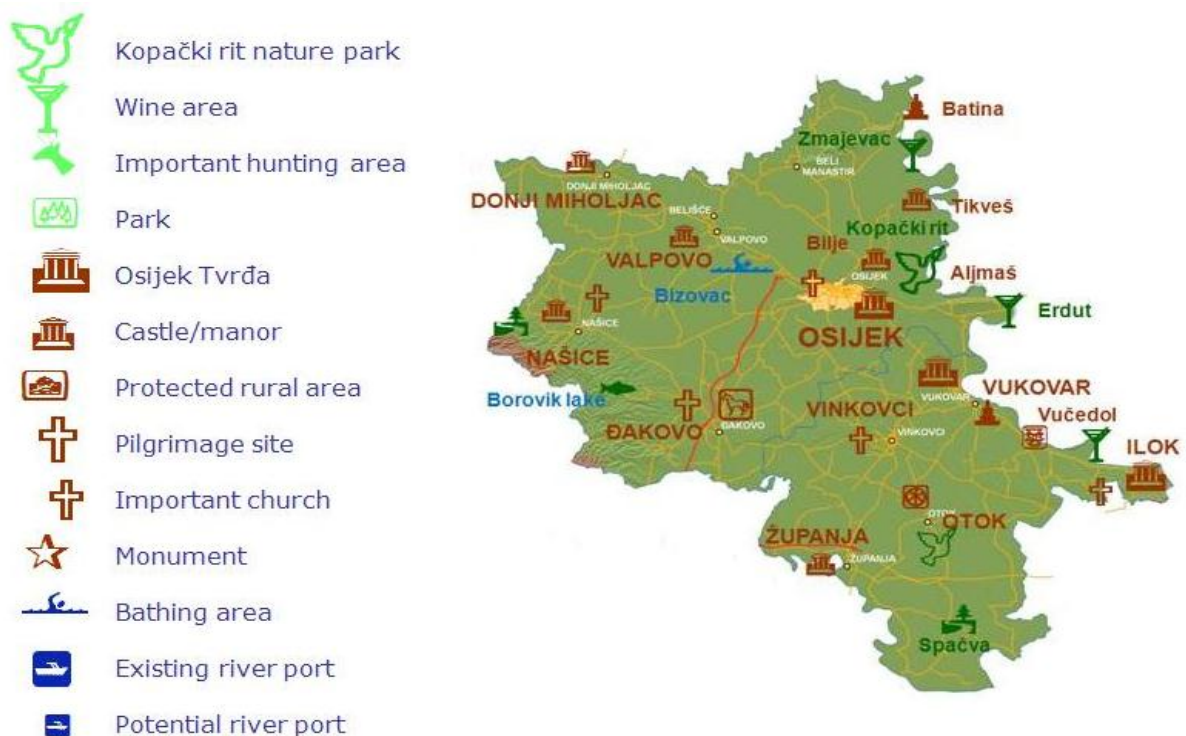 Kopački rit nature park
Wine area
Important hunting area
Park
Osijek Tvrđa
Castle/manor
Protected rural area
Pilgrimage site
Important church
Monument
Bathing area
Existing river port
Potential river port
Batina
Zmajevac
BELI
MANASTIR
DONJI MIHOLJAC
DONJI MIHOLJAC
Tikveš
BELIŠĆE
Kopački rit
VALPOVO
Bilje
VALPOVO
OSIJEK
Aljmaš
Bizovac
Erdut
NAŠICE
OSIJEK
NAŠICE
Borovik lake
VUKOVAR
VUKOVAR
VINKOVCI
Vučedol
ĐAKOVO
ĐAKOVO
VINKOVCI
ILOK
OTOK
OTOK
ŽUPANJA
ŽUPANJA
Spačva